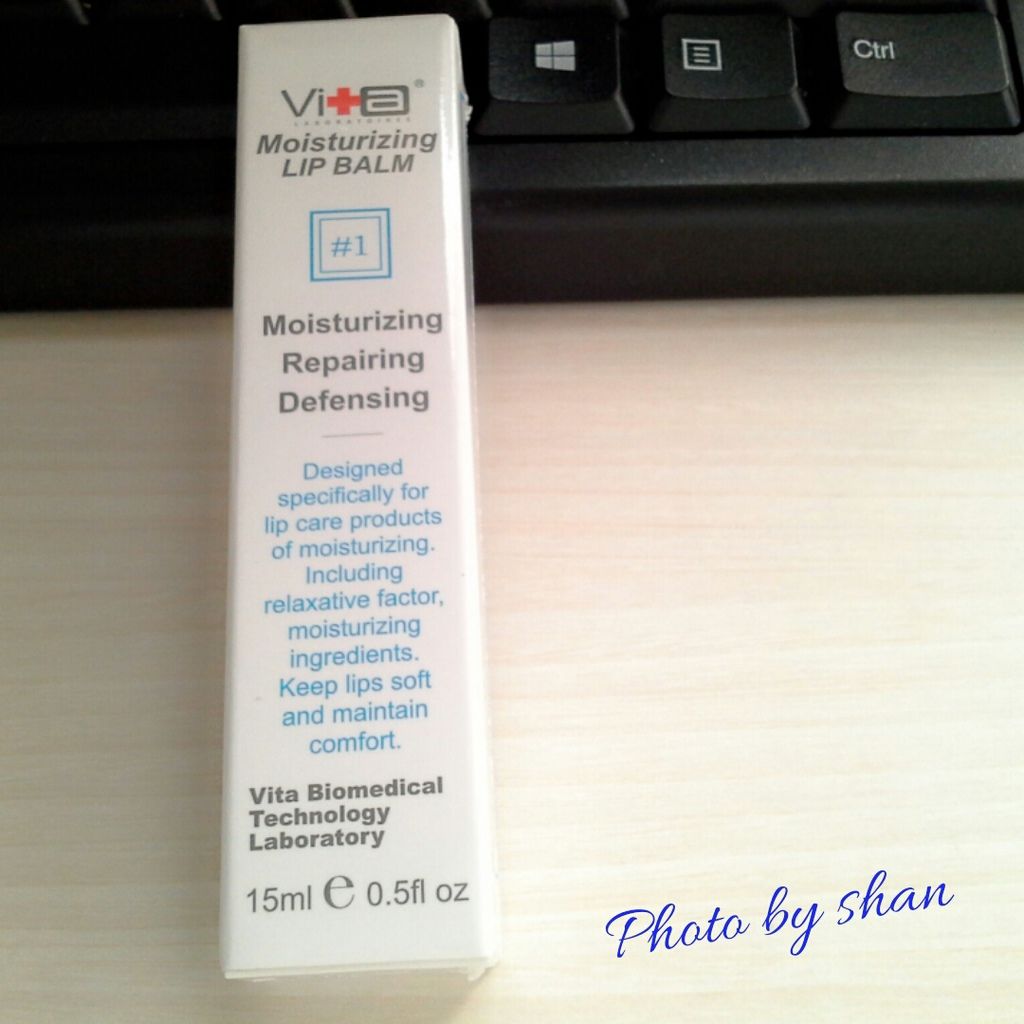 Ctrl
Vita®
LABORATOIRES
Moisturizing
LIP BALM
#1
Moisturizing
Repairing
Defensing
Designed
specifically for
lip care products
of moisturizing.
Including
relaxative factor,
moisturizing
ingredients.
Keep lips soft
and maintain
comfort.
Vita Biomedical
Technology
Laboratory
15ml e 0.5fl oz
Photo by shan